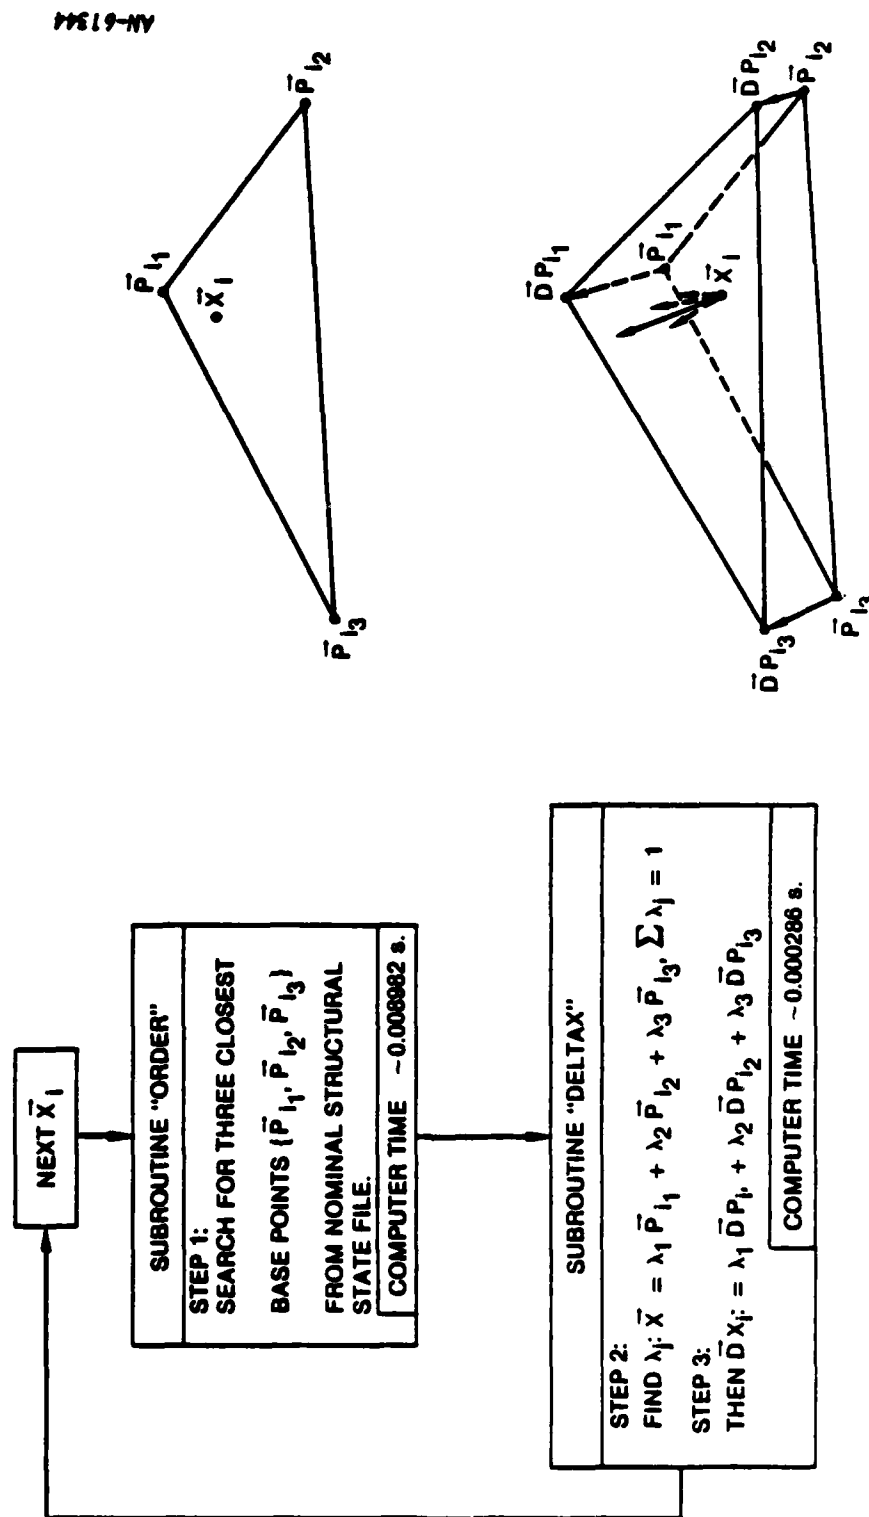 AN-61344
NEXT X̄ᵢ
SUBROUTINE "ORDER"
STEP 1:
SEARCH FOR THREE CLOSEST
BASE POINTS {P̄ᵢ₁, P̄ᵢ₂, P̄ᵢ₃}
FROM NOMINAL STRUCTURAL
STATE FILE.
COMPUTER TIME ~0.008982 s.
SUBROUTINE "DELTAX"
STEP 2:
FIND λⱼ: X̄ = λ₁ P̄ᵢ₁ + λ₂ P̄ᵢ₂ + λ₃ P̄ᵢ₃, Σ λⱼ = 1
STEP 3:
THEN D̄Xᵢ: = λ₁ D̄Pᵢ, + λ₂ D̄Pᵢ₂ + λ₃ D̄Pᵢ₃
COMPUTER TIME ~0.000286 s.
P̄ᵢ₁
X̄ᵢ
P̄ᵢ₂
P̄ᵢ₃
D̄Pᵢ₁
P̄ᵢ₁
D̄Pᵢ₂
P̄ᵢ₂
X̄ᵢ
D̄Pᵢ₃
P̄ᵢ₃